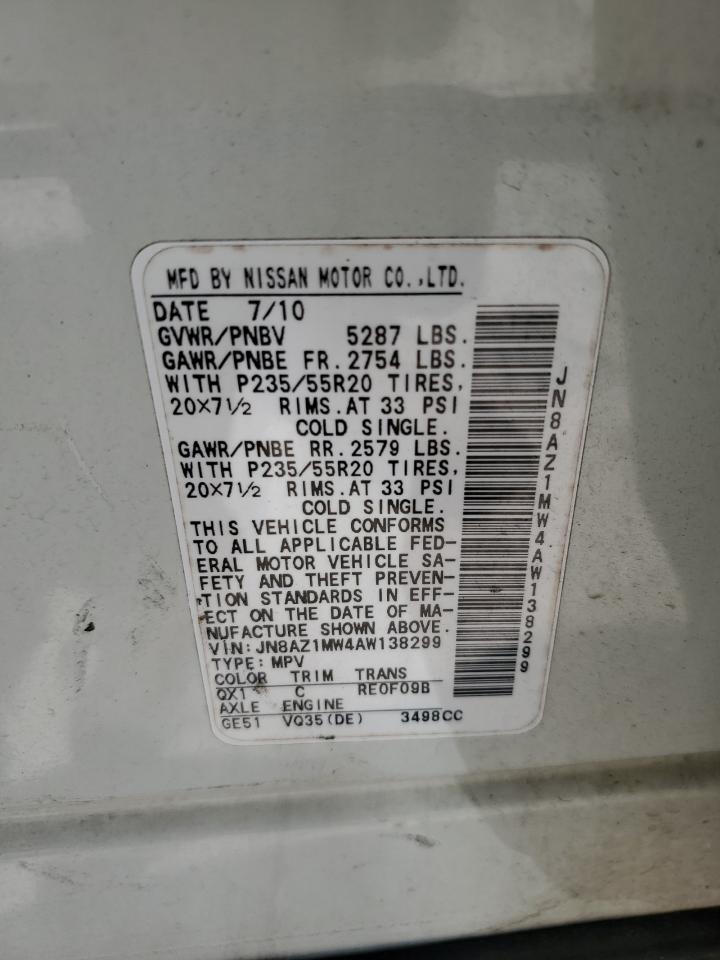 MFD BY NISSAN MOTOR CO.,LTD.
DATE 7/10
GVWR/PNBV 5287 LBS.
GAWR/PNBE FR.2754 LBS.
WITH P235/55R20 TIRES,
20X7½ RIMS.AT 33 PSI
COLD SINGLE.
GAWR/PNBE RR.2579 LBS.
WITH P235/55R20 TIRES,
20X7½ RIMS.AT 33 PSI
COLD SINGLE.
THIS VEHICLE CONFORMS
TO ALL APPLICABLE FED-
ERAL MOTOR VEHICLE SA-
FETY AND THEFT PREVEN-
TION STANDARDS IN EFF-
ECT ON THE DATE OF MA-
NUFACTURE SHOWN ABOVE.
VIN:JN8AZ1MW4AW138299
TYPE:MPV
COLOR TRIM TRANS
QX1 C RE0F09B
AXLE ENGINE
GE51 VQ35(DE) 3498CC
JN8AZ1MW4AW138299